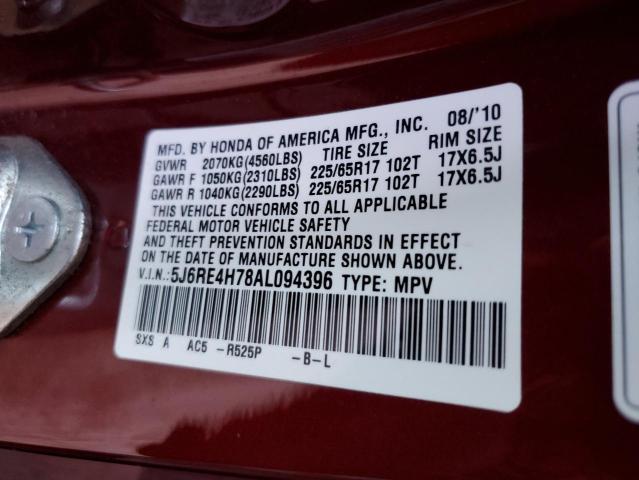 MFD. BY HONDA OF AMERICA MFG., INC. 08/'10
GVWR 2070KG(4560LBS) TIRE SIZE RIM SIZE
GAWR F 1050KG(2310LBS) 225/65R17 102T 17X6.5J
GAWR R 1040KG(2290LBS) 225/65R17 102T 17X6.5J
THIS VEHICLE CONFORMS TO ALL APPLICABLE
FEDERAL MOTOR VEHICLE SAFETY
AND THEFT PREVENTION STANDARDS IN EFFECT
ON THE DATE OF MANUFACTURE SHOWN ABOVE.
V.I.N.:5J6RE4H78AL094396 TYPE: MPV
SXS A AC5 -R525P -B-L